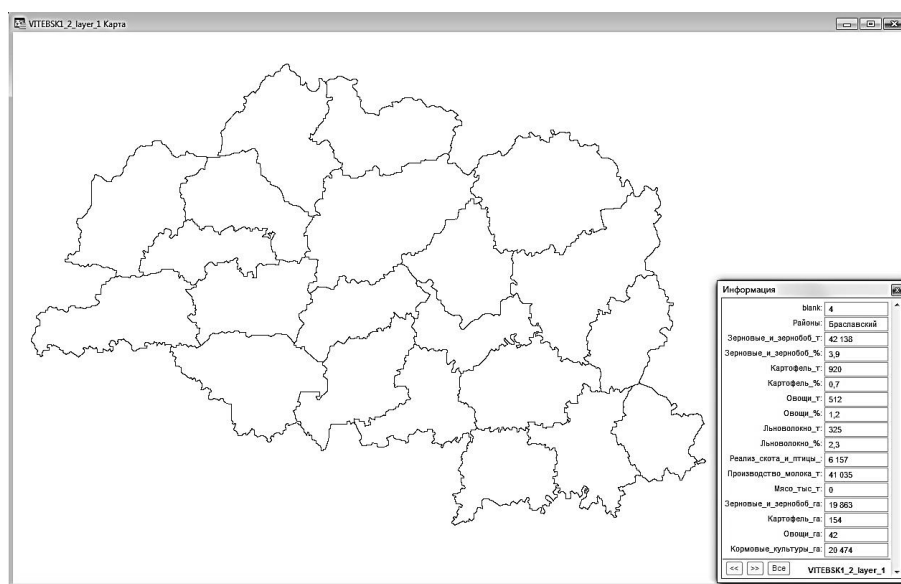 VITEBSK1_2_layer_1 Карта
Информация
blank: 4
Районы: Браславский
Зерновые_и_зернобоб_т: 42 138
Зерновые_и_зернобоб_%: 3,9
Картофель_т: 920
Картофель_%: 0,7
Овощи_т: 512
Овощи_%: 1,2
Льноволокно_т: 325
Льноволокно_%: 2,3
Реализ_скота_и_птицы_: 6 157
Производство_молока_т: 41 035
Мясо_тыс_т: 0
Зерновые_и_зернобоб_га: 19 863
Картофель_га: 154
Овощи_га: 42
Кормовые_культуры_га: 20 474
<< >> Все VITEBSK1_2_layer_1